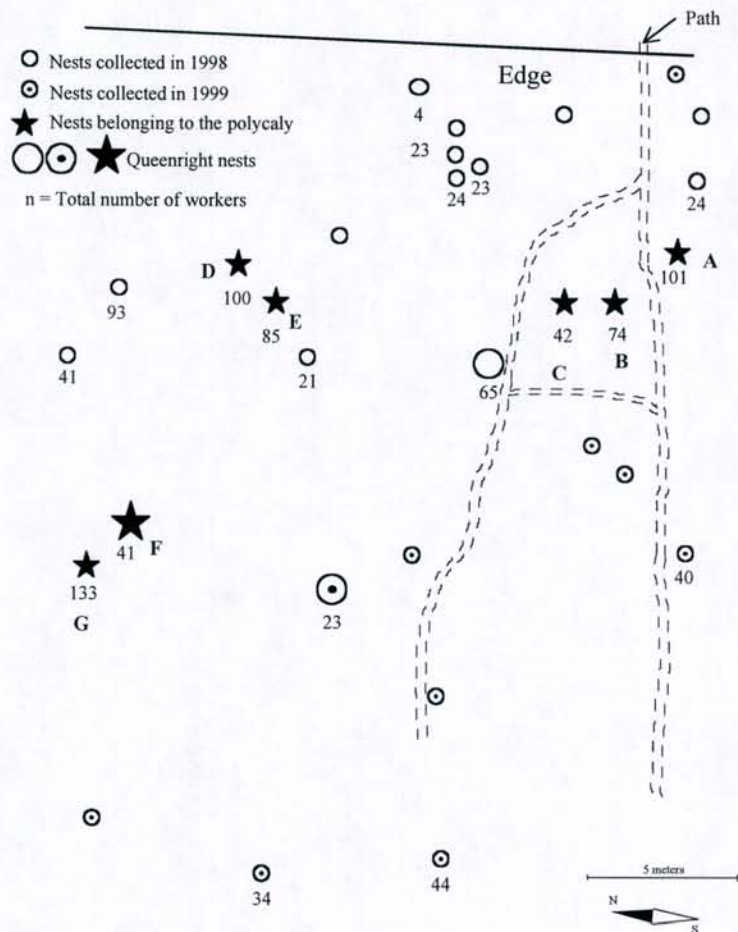 Path
Edge
Nests collected in 1998
Nests collected in 1999
Nests belonging to the polycaly
Queenright nests
n = Total number of workers
4
23
24
23
24
D
100
E
85
93
41
21
65
42
C
74
B
101
A
41
F
133
G
23
40
34
44
5 meters
N
S